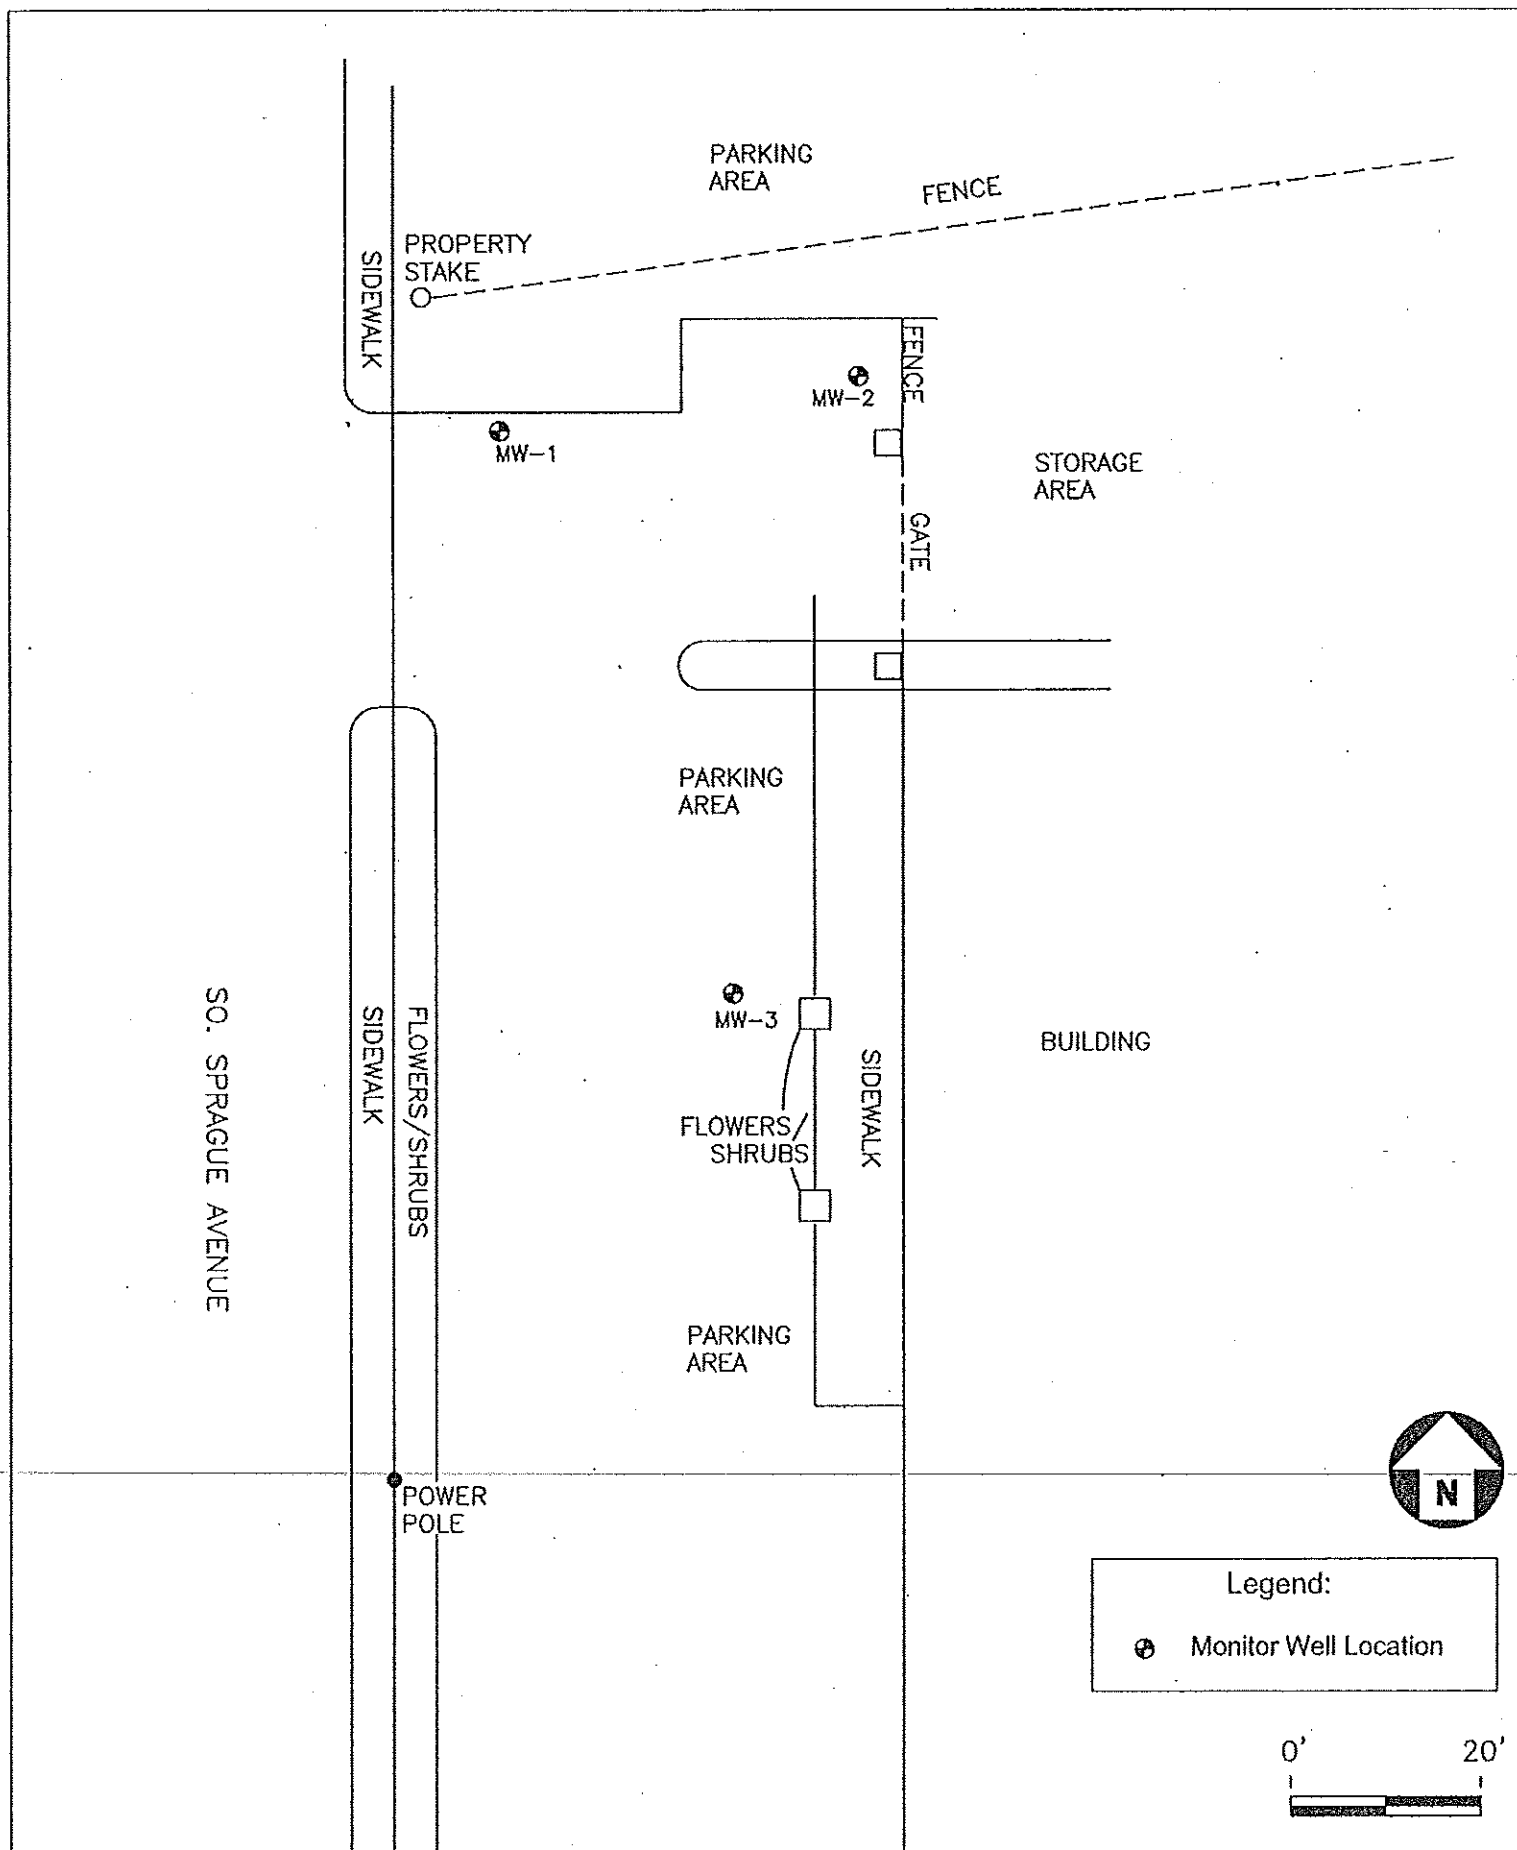 PARKING
AREA
FENCE
PROPERTY
STAKE
SIDEWALK
FENCE
MW-2
MW-1
STORAGE
AREA
GATE
PARKING
AREA
SO. SPRAGUE AVENUE
SIDEWALK
FLOWERS/SHRUBS
MW-3
SIDEWALK
BUILDING
FLOWERS/
SHRUBS
PARKING
AREA
POWER
POLE
N
Legend:
Monitor Well Location
0' 20'